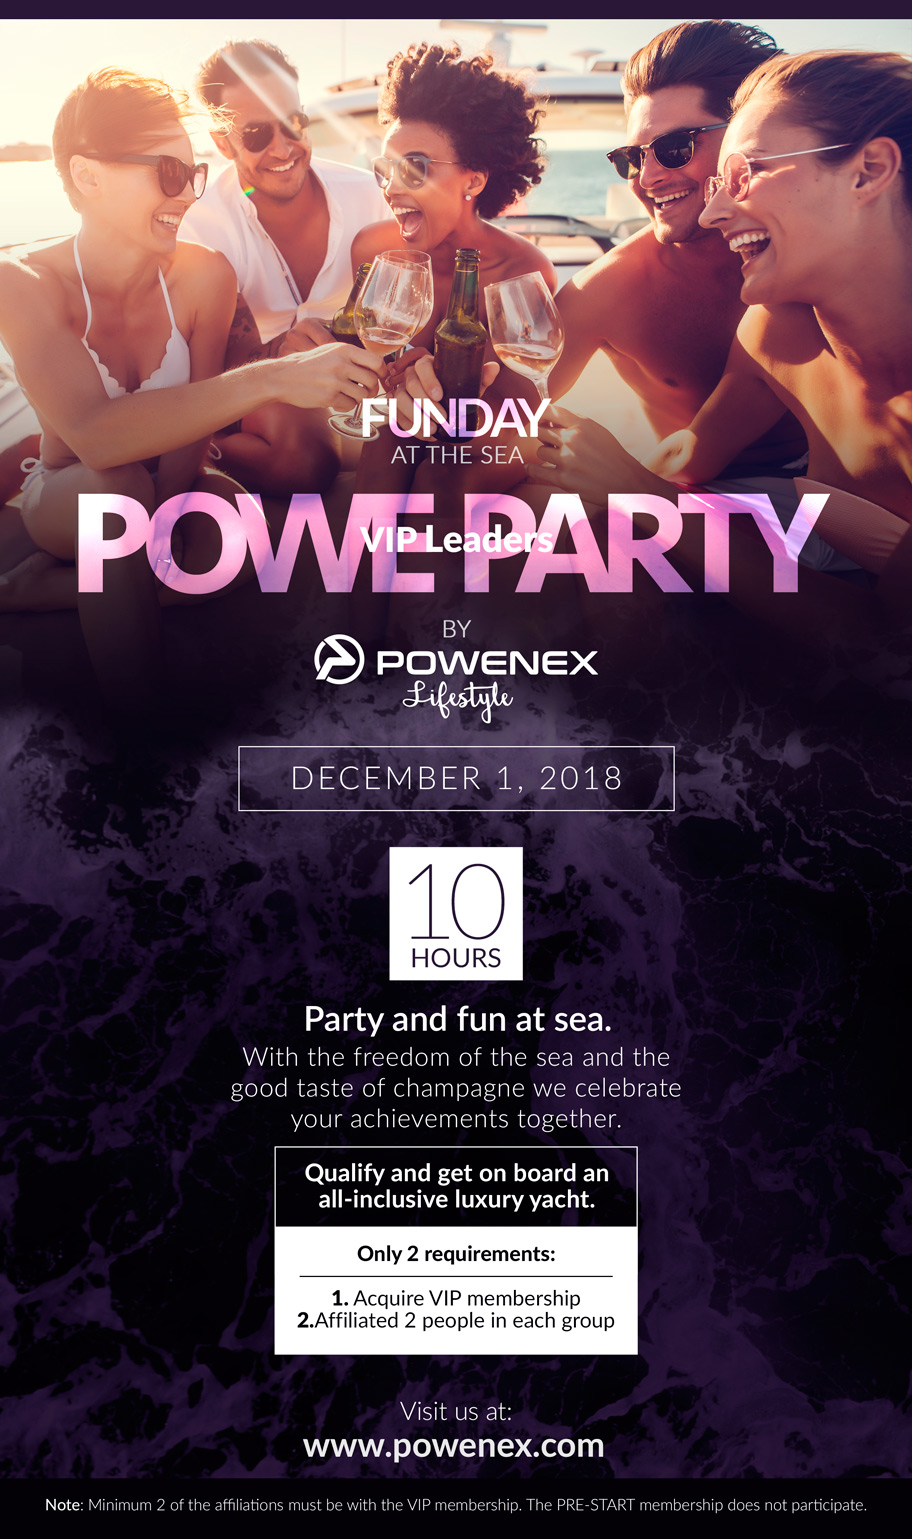 FUNDAY
AT THE SEA
POWE PARTY
VIP Leaders
BY
POWENEX
Lifestyle
DECEMBER 1, 2018
10
HOURS
Party and fun at sea.
With the freedom of the sea and the
good taste of champagne we celebrate
your achievements together.
Qualify and get on board an
all-inclusive luxury yacht.
Only 2 requirements:
1. Acquire VIP membership
2.Affiliated 2 people in each group
Visit us at:
www.powenex.com
Note: Minimum 2 of the affiliations must be with the VIP membership. The PRE-START membership does not participate.